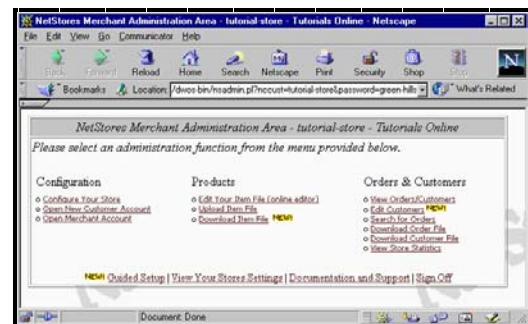 NetStores Merchant Administration Area - tutorial-store - Tutorials Online - Netscape
File Edit View Go Communicator Help
Back Forward Reload Home Search Netscape Print Security Shop Stop
Bookmarks Location: /dwos-bin/nsadmin.pl?nccust=tutorial-store&password=green-hills What's Related
NetStores Merchant Administration Area - tutorial-store - Tutorials Online
Please select an administration function from the menu provided below.
Configuration
Configure Your Store
Open New Customer Account
Open Merchant Account
Products
Edit Your Item File (online editor)
Upload Item File
Download Item File NEW!
Orders & Customers
View Orders/Customers
Edit Customers NEW!
Search for Orders
Download Order File
Download Customer File
View Store Statistics
NEW! Guided Setup | View Your Stores Settings | Documentation and Support | Sign Off
Document: Done